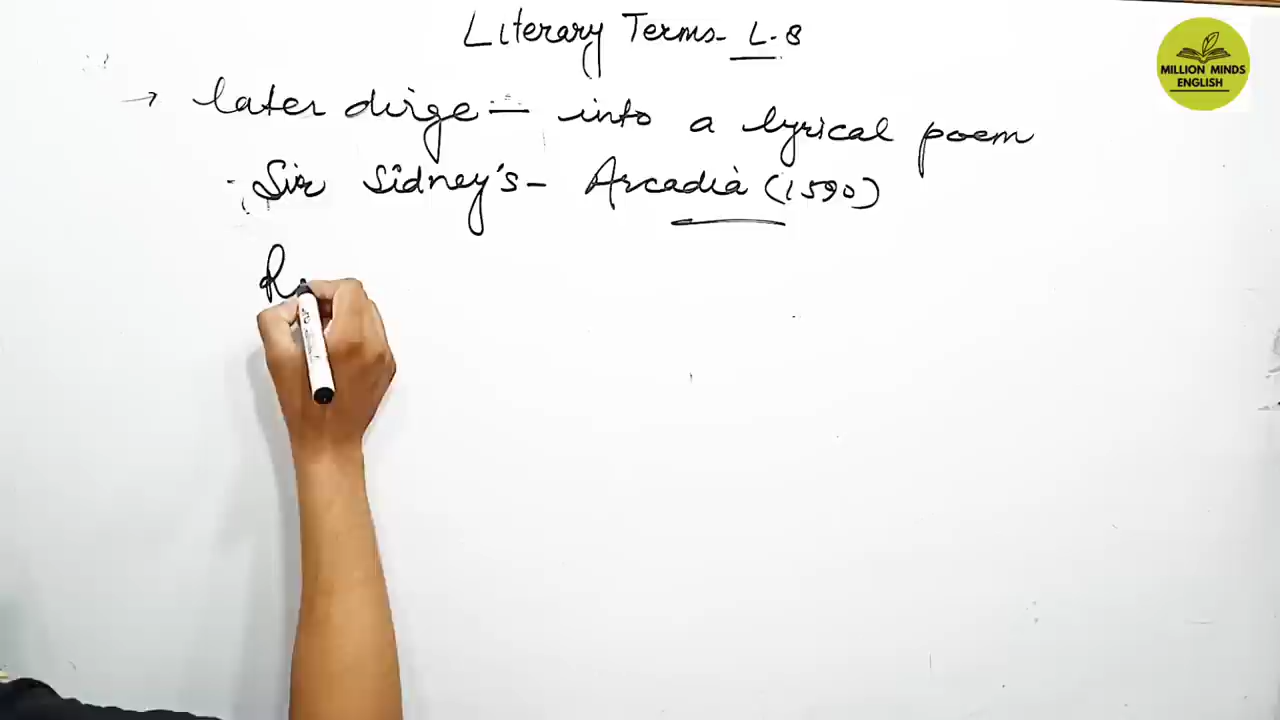 Literary Terms- L-8
MILLION MINDS
ENGLISH
→ later dirge - into a lyrical poem
· Sir Sidney's - Arcadia (1590)
R